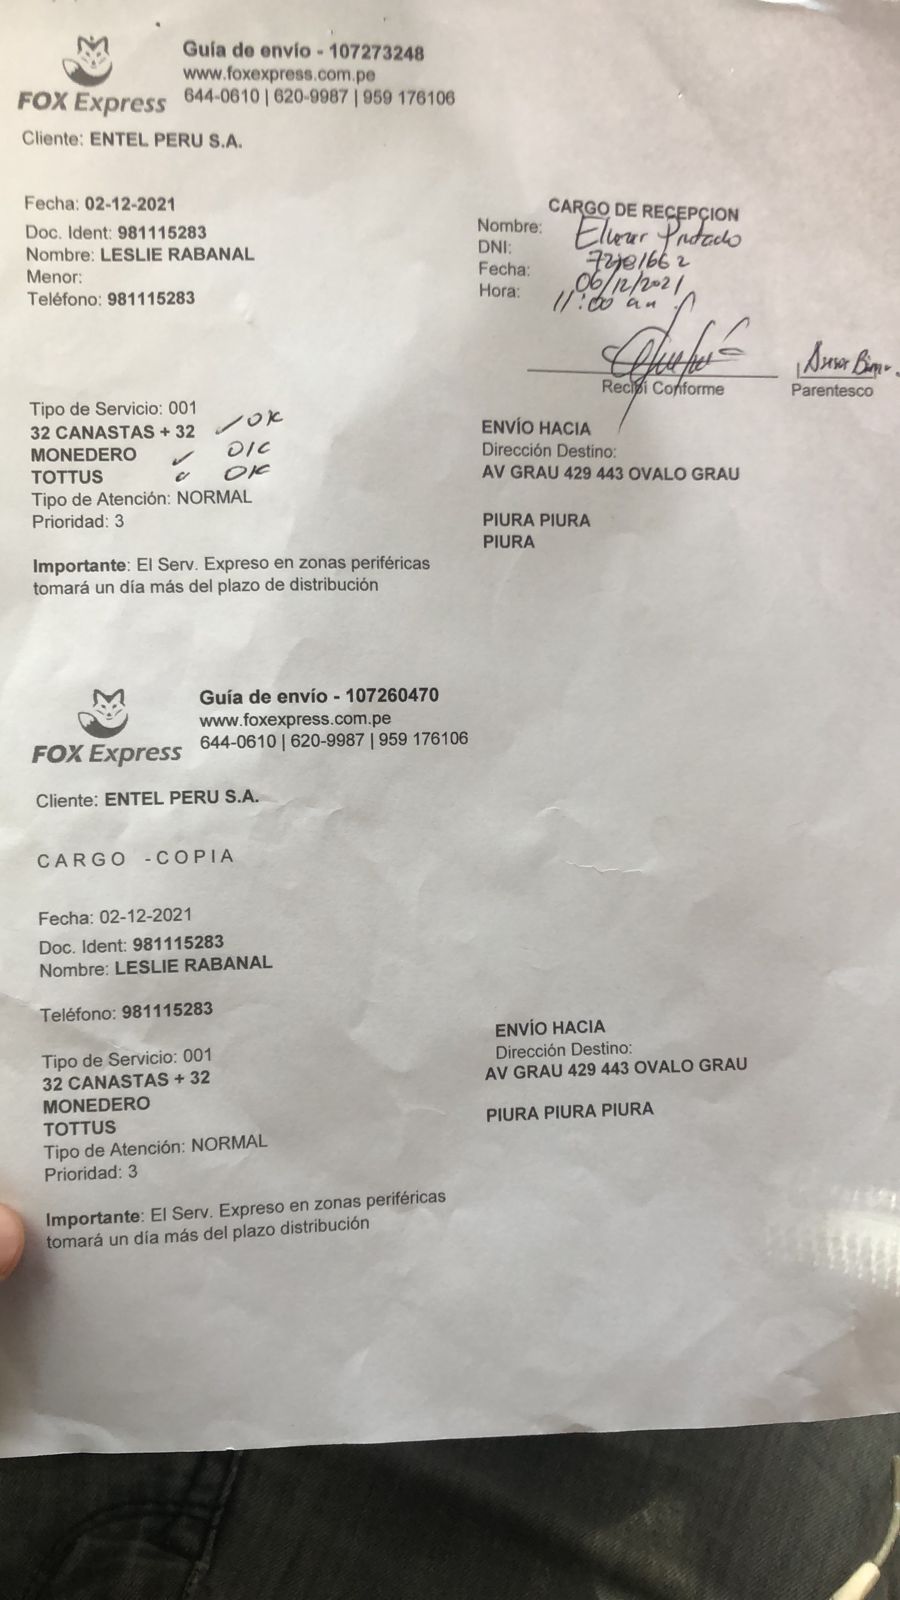 Guía de envío - 107273248
www.foxexpress.com.pe
FOX Express
644-0610 | 620-9987 | 959 176106
Cliente: ENTEL PERU S.A.
Fecha: 02-12-2021
Doc. Ident: 981115283
Nombre: LESLIE RABANAL
Menor:
Teléfono: 981115283
CARGO DE RECEPCION
Nombre:
DNI:
Fecha: 06/12/2021
Hora: 11:00 am
Recibí Conforme
Parentesco
Tipo de Servicio: 001
32 CANASTAS + 32 ✓ OK
MONEDERO ✓ OK
TOTTUS OK
Tipo de Atención: NORMAL
Prioridad: 3
ENVÍO HACIA
Dirección Destino:
AV GRAU 429 443 OVALO GRAU
PIURA PIURA
PIURA
Importante: El Serv. Expreso en zonas periféricas
tomará un día más del plazo de distribución
Guía de envío - 107260470
www.foxexpress.com.pe
FOX Express
644-0610 | 620-9987 | 959 176106
Cliente: ENTEL PERU S.A.
CARGO - COPIA
Fecha: 02-12-2021
Doc. Ident: 981115283
Nombre: LESLIE RABANAL
Teléfono: 981115283
Tipo de Servicio: 001
32 CANASTAS + 32
MONEDERO
TOTTUS
Tipo de Atención: NORMAL
Prioridad: 3
ENVÍO HACIA
Dirección Destino:
AV GRAU 429 443 OVALO GRAU
PIURA PIURA PIURA
Importante: El Serv. Expreso en zonas periféricas
tomará un día más del plazo distribución